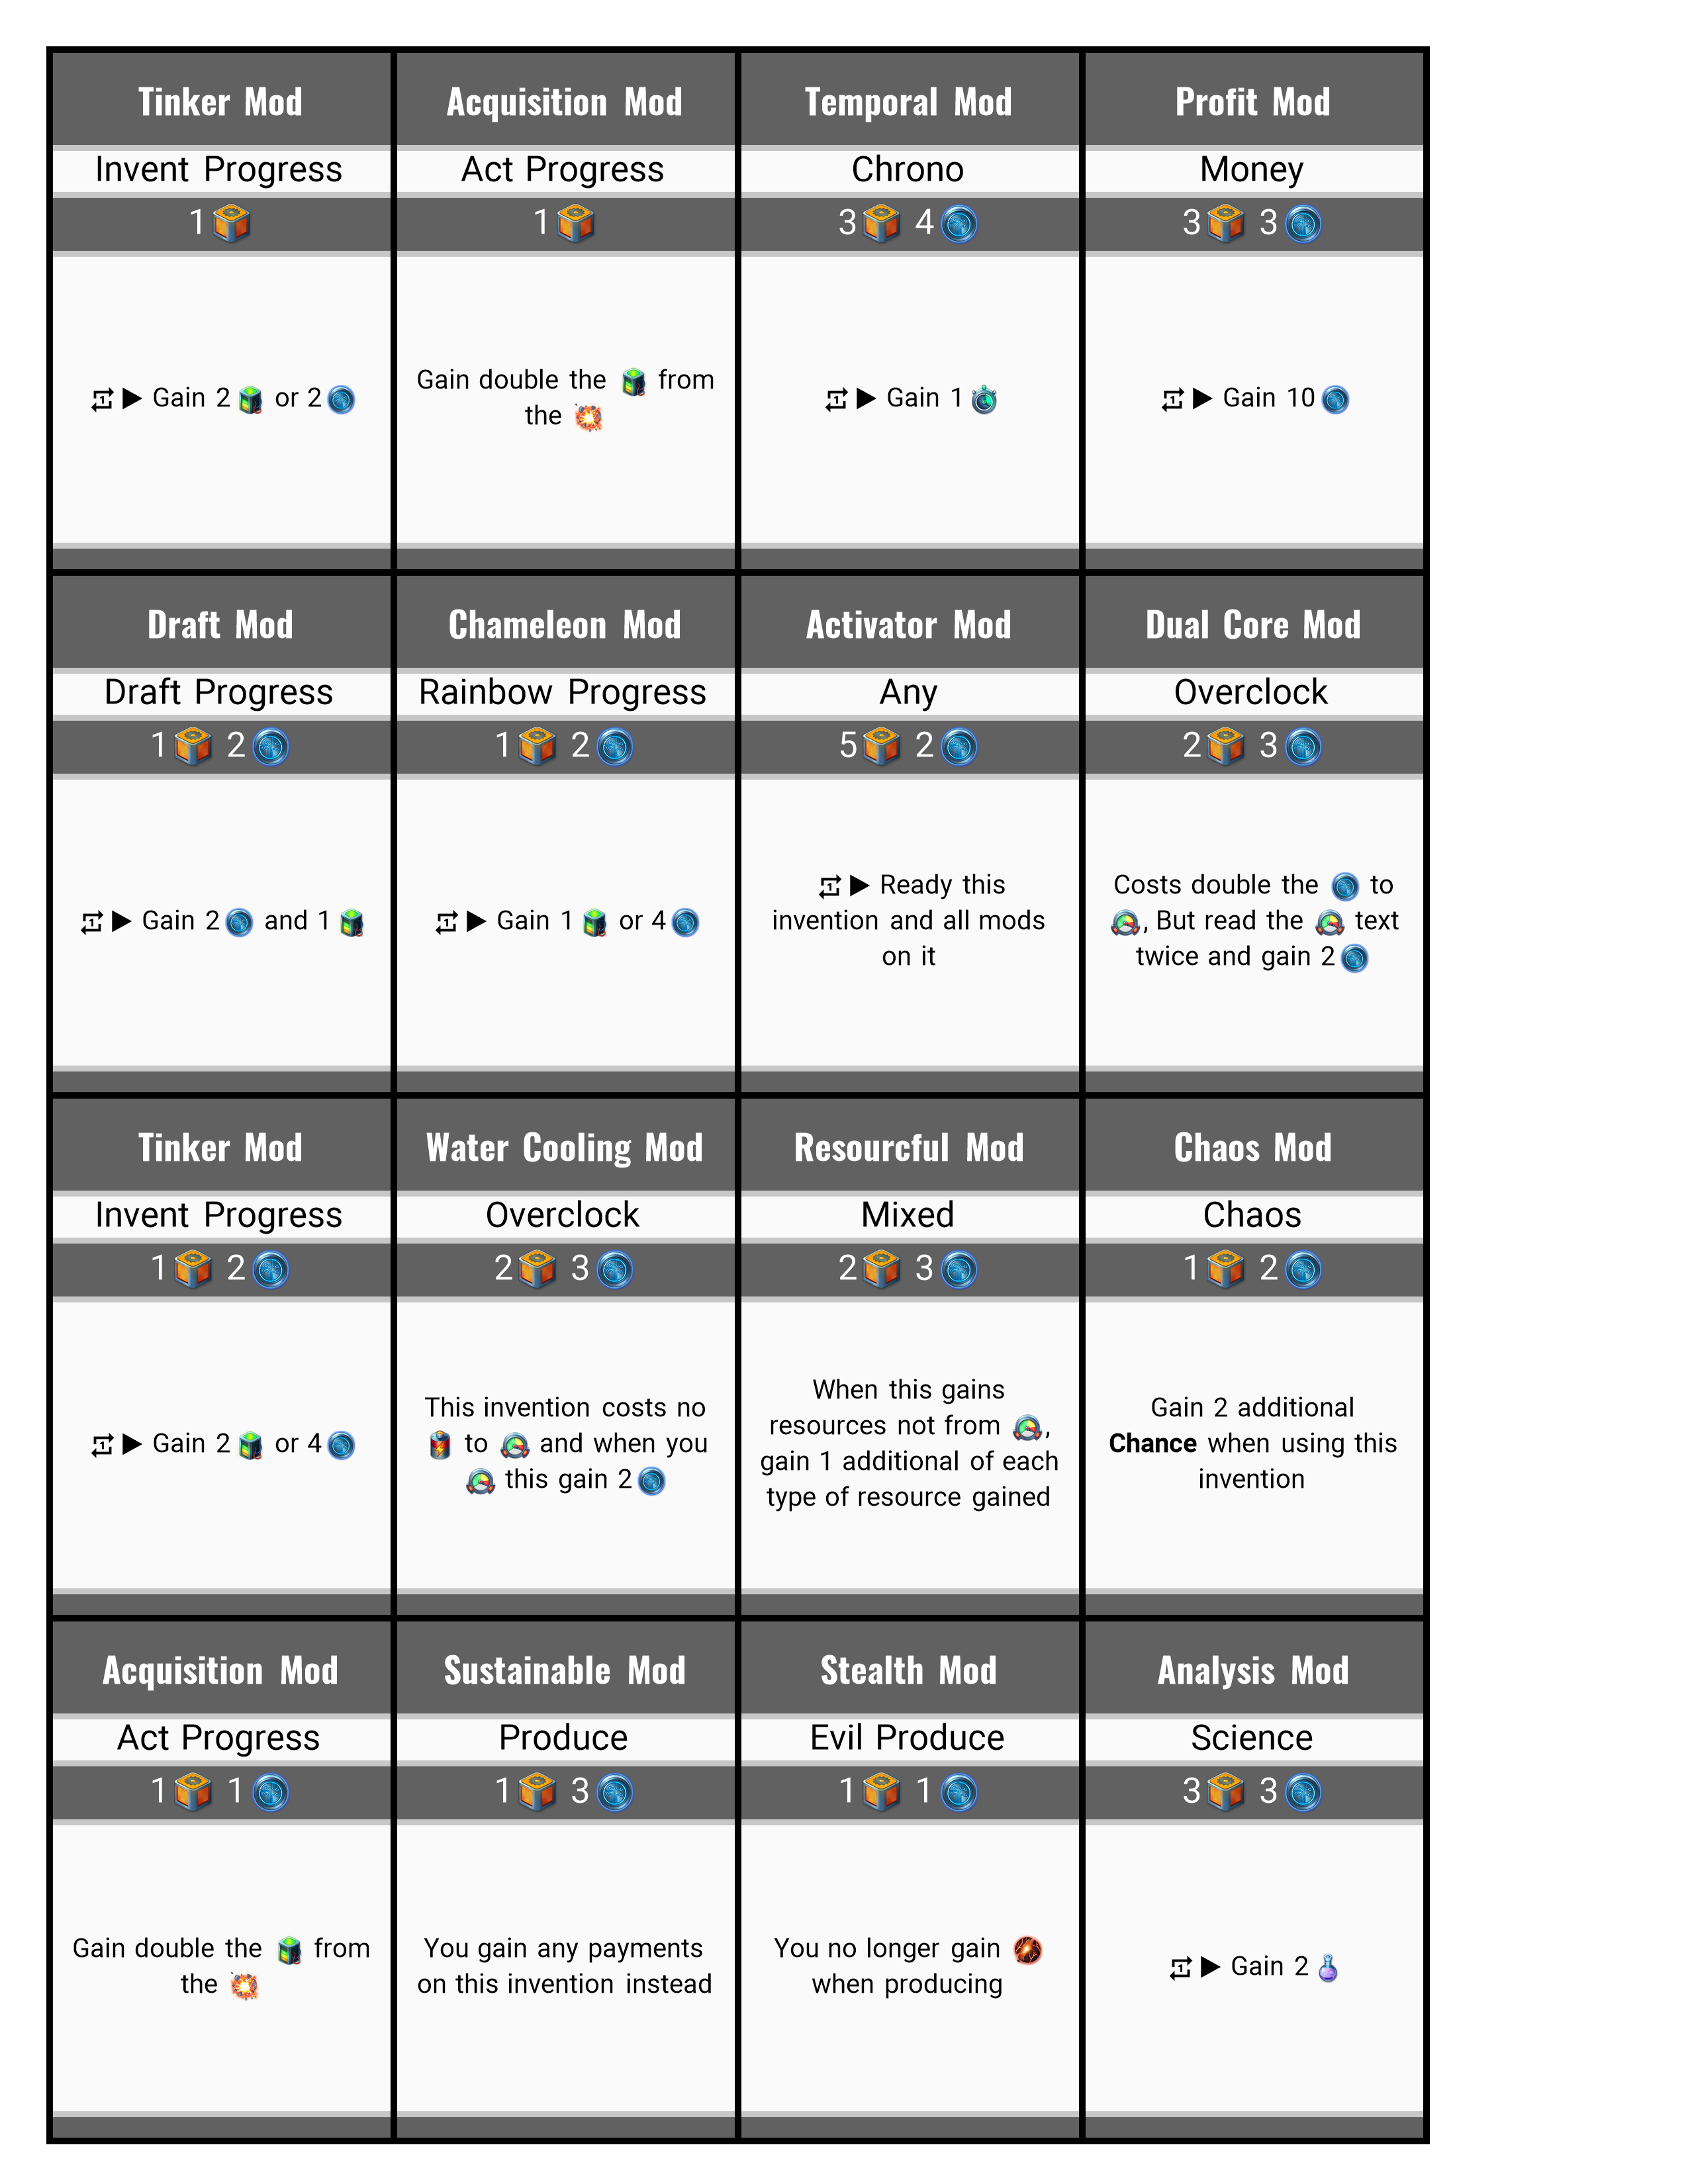 Tinker Mod
Invent Progress
1
Gain 2 or 2
Acquisition Mod
Act Progress
1
Gain double the from
the
Temporal Mod
Chrono
3 4
Gain 1
Profit Mod
Money
3 3
Gain 10
Draft Mod
Draft Progress
1 2
Gain 2 and 1
Chameleon Mod
Rainbow Progress
1 2
Gain 1 or 4
Activator Mod
Any
5 2
Ready this
invention and all mods
on it
Dual Core Mod
Overclock
2 3
Costs double the to
, But read the text
twice and gain 2
Tinker Mod
Invent Progress
1 2
Gain 2 or 4
Water Cooling Mod
Overclock
2 3
This invention costs no
to and when you
this gain 2
Resourcful Mod
Mixed
2 3
When this gains
resources not from ,
gain 1 additional of each
type of resource gained
Chaos Mod
Chaos
1 2
Gain 2 additional
Chance when using this
invention
Acquisition Mod
Act Progress
1 1
Gain double the from
the
Sustainable Mod
Produce
1 3
You gain any payments
on this invention instead
Stealth Mod
Evil Produce
1 1
You no longer gain
when producing
Analysis Mod
Science
3 3
Gain 2